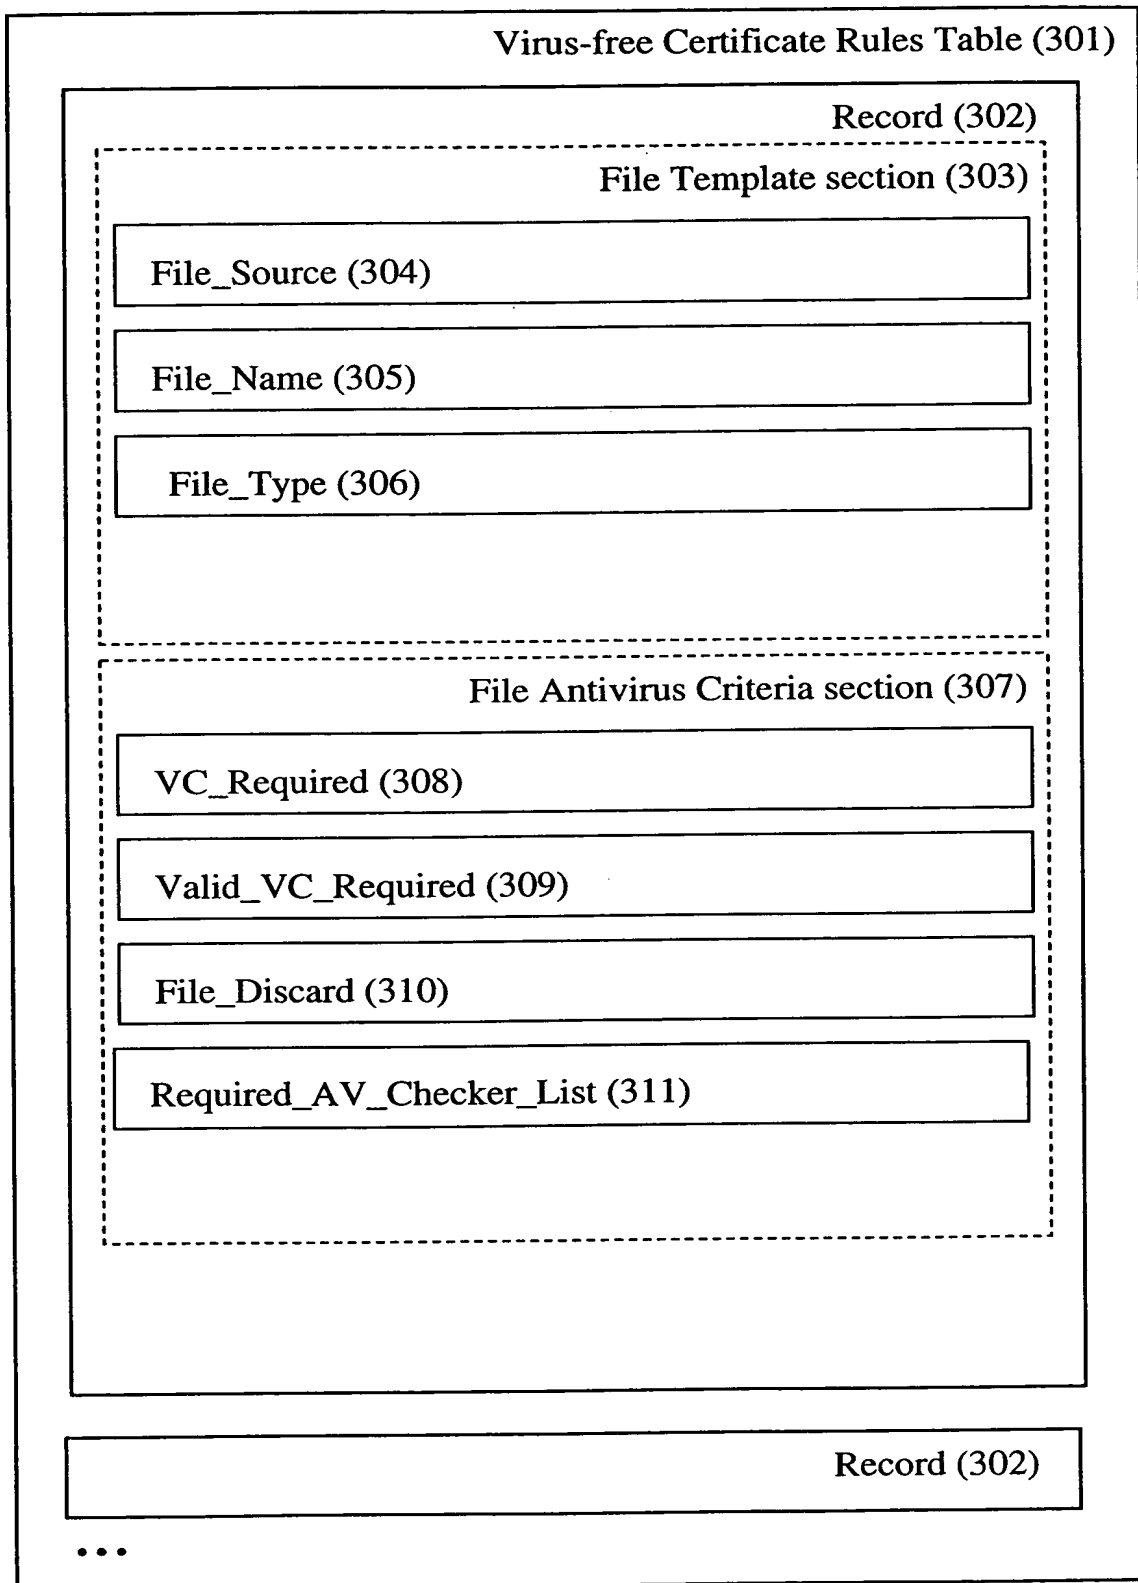 Virus-free Certificate Rules Table (301)
Record (302)
File Template section (303)
File_Source (304)
File_Name (305)
File_Type (306)
File Antivirus Criteria section (307)
VC_Required (308)
Valid_VC_Required (309)
File_Discard (310)
Required_AV_Checker_List (311)
Record (302)
...